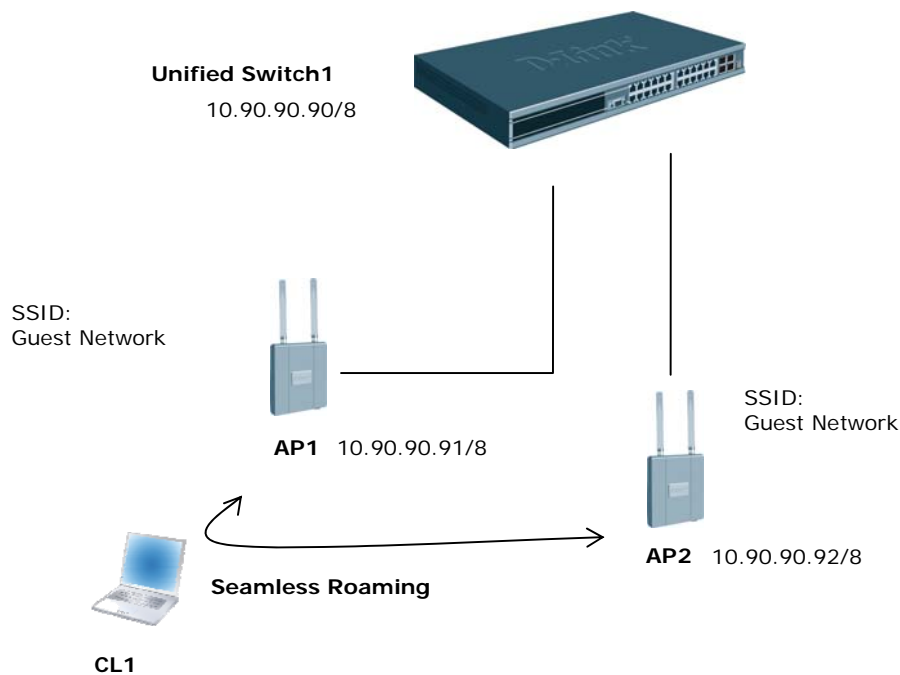 D-Link
Unified Switch1
10.90.90.90/8
SSID:
Guest Network
SSID:
Guest Network
AP1 10.90.90.91/8
AP2 10.90.90.92/8
Seamless Roaming
CL1